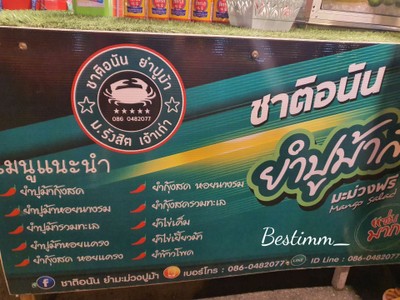 ชาติอนัน ยำปูม้า
086 0482077
ม.รังสิต เจ้าเก่า
ชาติอนัน
ยำปูม้า
มะม่วงฟรี
เมนูแนะนำ
ยำปูม้ากุ้งสด
ยำปูม้าหอยนางรม
ยำปูม้ารวมทะเล
ยำปูม้าหอยแครง
ยำกุ้งสด หอยแครง
ยำกุ้งสด หอยนางรม
ยำกุ้งสดรวมทะเล
ยำไข่เค็ม
ยำไข่เยี่ยวม้า
ยำข้าวโพด
Bestimm_
ชาติอนัน ยำมะม่วงปูม้า
เบอร์โทร : 086-0482077
LINE ID Line : 086-0482